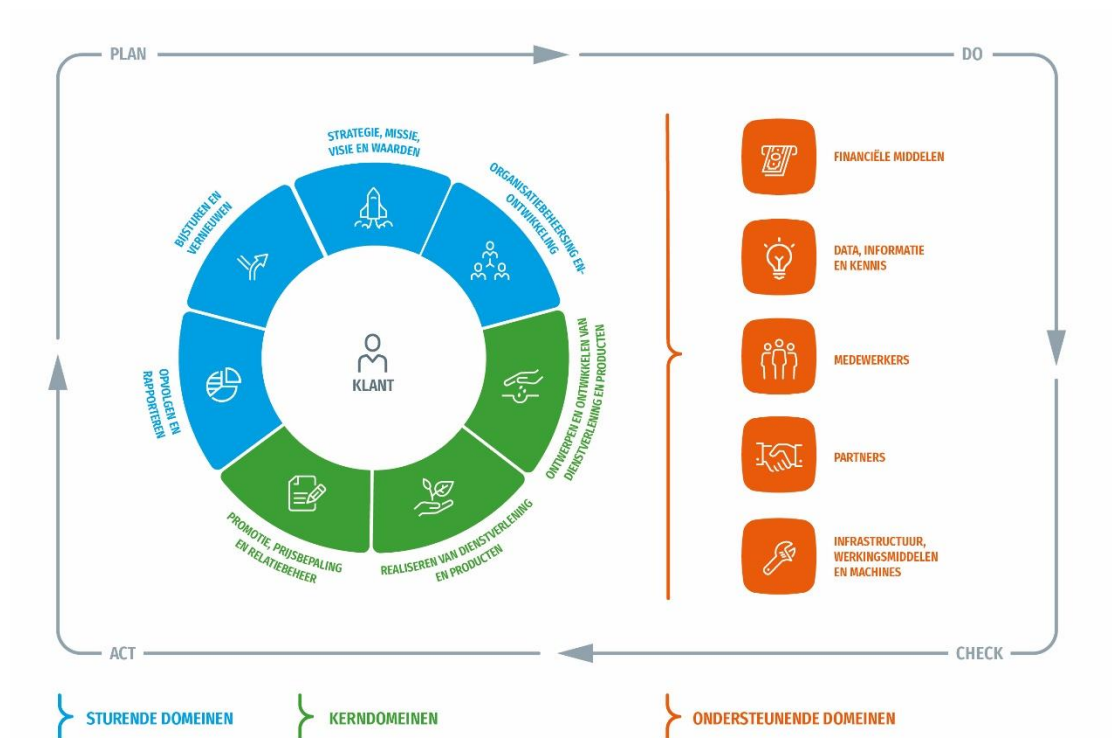 PLAN
DO
STRATEGIE, MISSIE,
VISIE EN WAARDEN
ORGANISATIEBEHEERSING EN-
ONTWIKKELING
BIJSTUREN EN
VERNIEUWEN
OPVOLGEN EN
RAPPORTEREN
KLANT
ONTWERPEN EN ONTWIKKELEN VAN
DIENSTVERLENING EN PRODUCTEN
PROMOTIE, PRIJSBEPALING
EN RELATIEBEHEER
REALISEREN VAN DIENSTVERLENING
EN PRODUCTEN
FINANCIËLE MIDDELEN
DATA, INFORMATIE
EN KENNIS
MEDEWERKERS
PARTNERS
INFRASTRUCTUUR,
WERKINGSMIDDELEN
EN MACHINES
ACT
CHECK
STURENDE DOMEINEN
KERNDOMEINEN
ONDERSTEUNENDE DOMEINEN